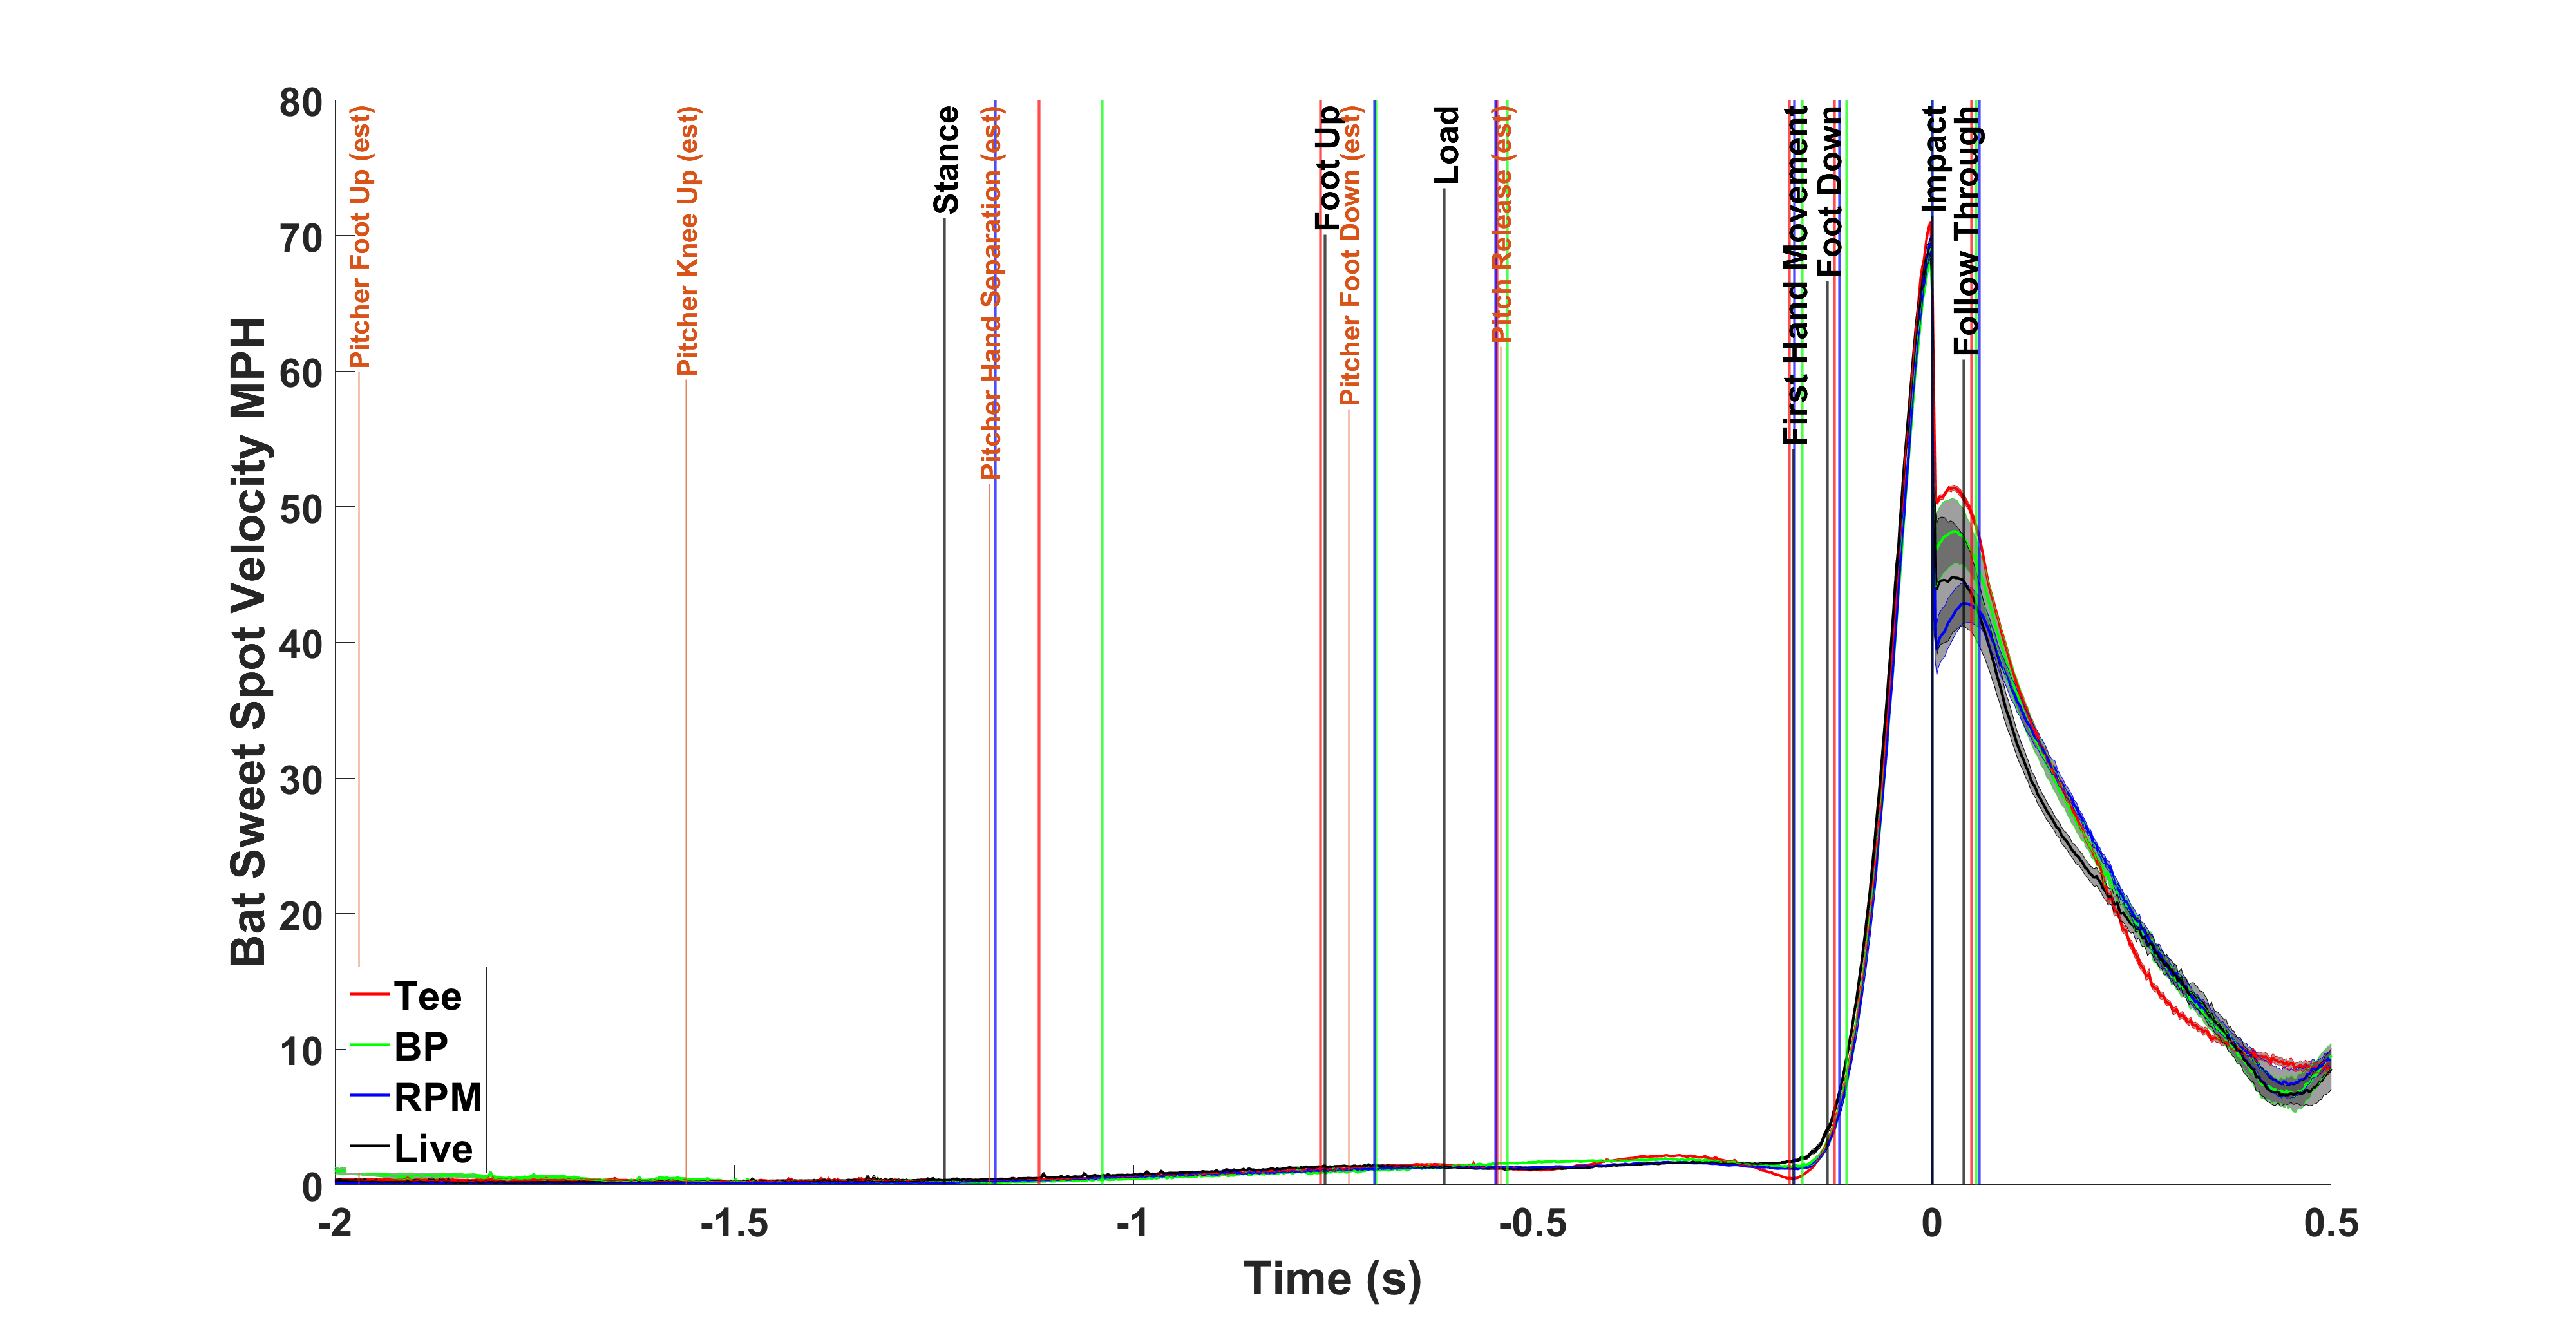 Bat Sweet Spot Velocity MPH
80
70
60
50
40
30
20
10
0
Pitcher Foot Up (est)
Pitcher Knee Up (est)
Stance
Pitcher Hand Separation (est)
Foot Up
Pitcher Foot Down (est)
Load
Pitch Release (est)
First Hand Movement
Foot Down
Impact
Follow Through
Tee
BP
RPM
Live
-2
-1.5
-1
-0.5
0
0.5
Time (s)